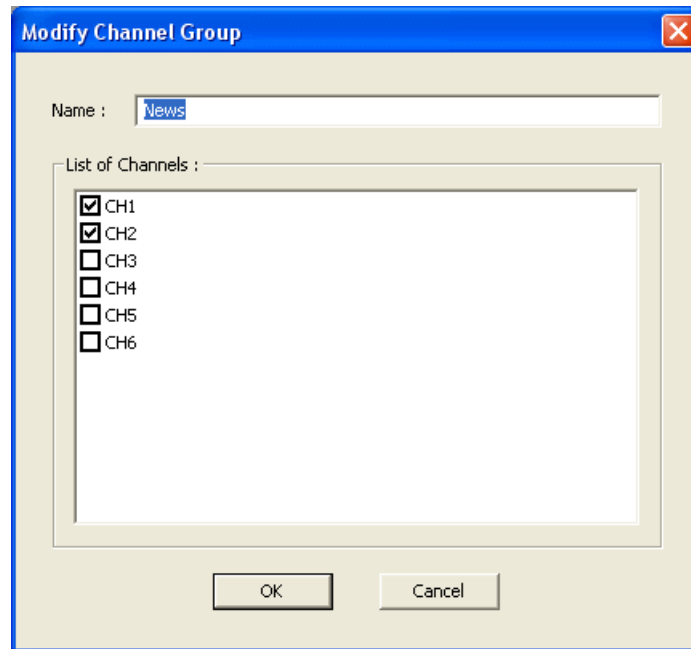 Modify Channel Group
Name : News
List of Channels :
CH1
CH2
CH3
CH4
CH5
CH6
OK Cancel